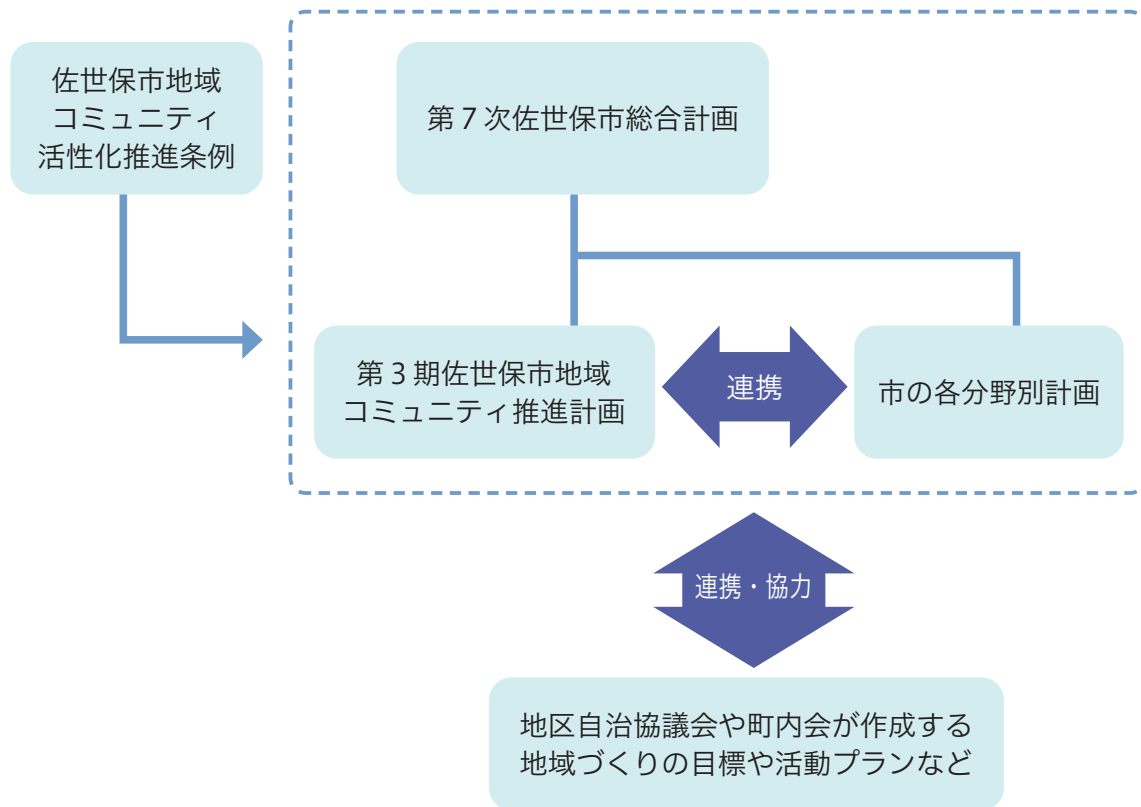 佐世保市地域
コミュニティ
活性化推進条例
第7次佐世保市総合計画
第3期佐世保市地域
コミュニティ推進計画
連携
市の各分野別計画
連携・協力
地区自治協議会や町内会が作成する
地域づくりの目標や活動プランなど